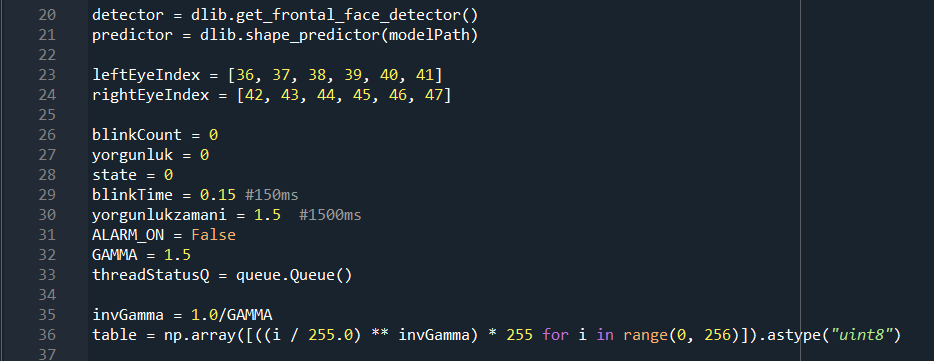 20 detector = dlib.get_frontal_face_detector()
21 predictor = dlib.shape_predictor(modelPath)
22
23 leftEyeIndex = [36, 37, 38, 39, 40, 41]
24 rightEyeIndex = [42, 43, 44, 45, 46, 47]
25
26 blinkCount = 0
27 yorgunluk = 0
28 state = 0
29 blinkTime = 0.15 #150ms
30 yorgunlukzamani = 1.5  #1500ms
31 ALARM_ON = False
32 GAMMA = 1.5
33 threadStatusQ = queue.Queue()
34
35 invGamma = 1.0/GAMMA
36 table = np.array([((i / 255.0) ** invGamma) * 255 for i in range(0, 256)]).astype("uint8")
37